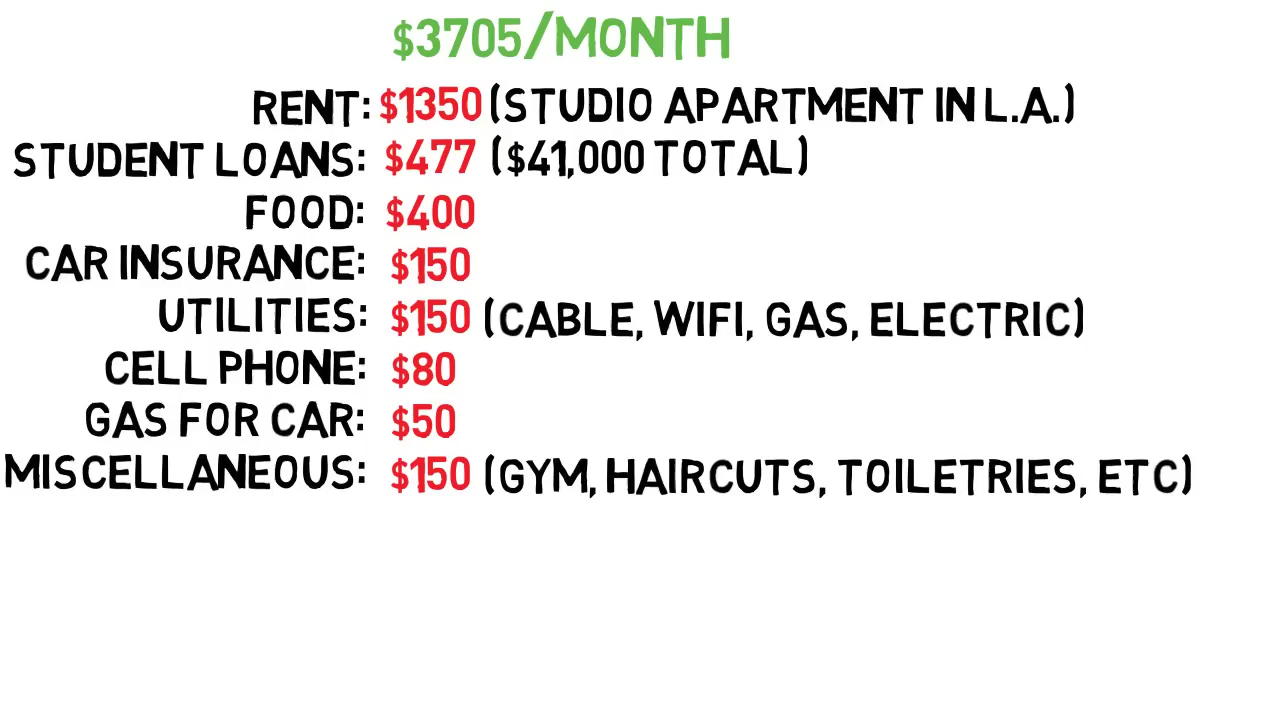 $3705/MONTH
RENT: $1350 (STUDIO APARTMENT IN L.A.)
STUDENT LOANS: $477 ($41,000 TOTAL)
FOOD: $400
CAR INSURANCE: $150
UTILITIES: $150 (CABLE, WIFI, GAS, ELECTRIC)
CELL PHONE: $80
GAS FOR CAR: $50
MISCELLANEOUS: $150 (GYM, HAIRCUTS, TOILETRIES, ETC)